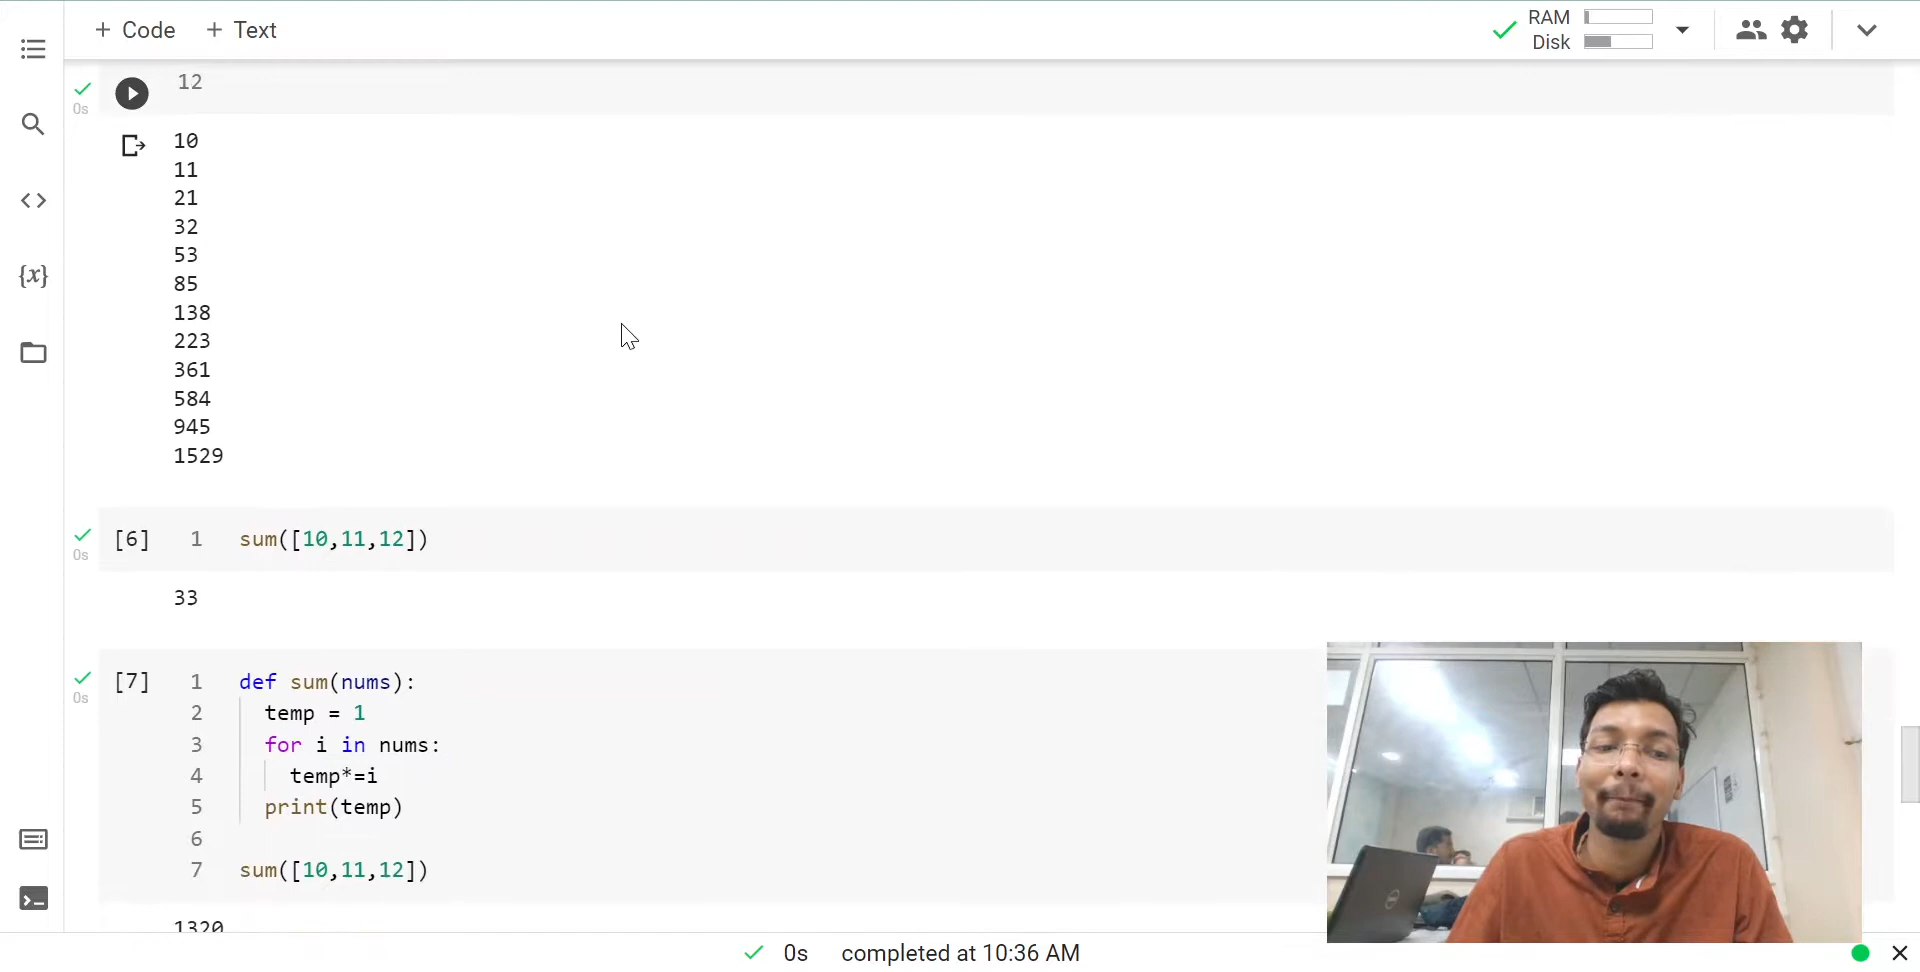 + Code + Text
RAM
Disk
0s
12
10
11
21
32
53
85
138
223
361
584
945
1529
{x}
0s
[6] 1 sum([10,11,12])
33
0s
[7] 1 def sum(nums):
2 temp = 1
3 for i in nums:
4 temp*=i
5 print(temp)
6
7 sum([10,11,12])
1320
0s completed at 10:36 AM
DELL